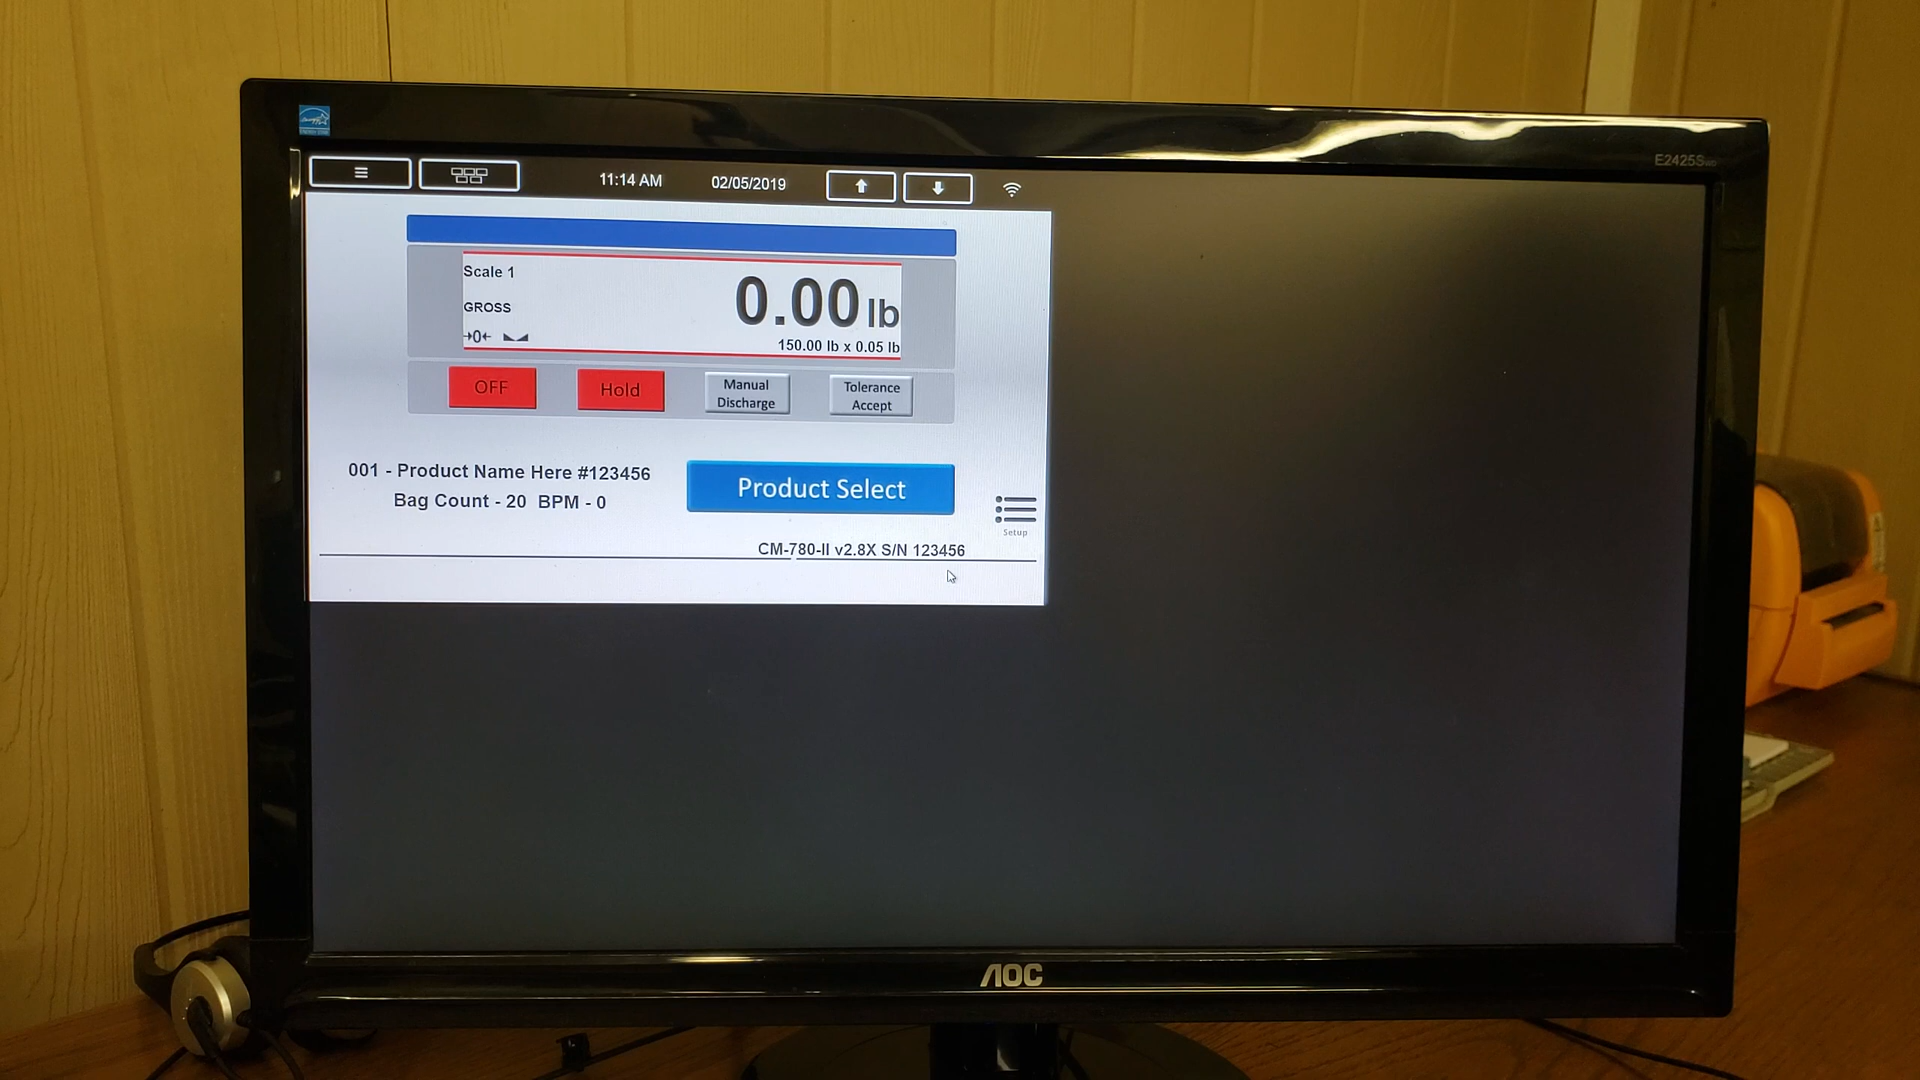 E2425Swd
11:14 AM 02/05/2019
Scale 1
0.00 lb
GROSS
→0←
150.00 lb x 0.05 lb
OFF
Hold
Manual
Discharge
Tolerance
Accept
001 - Product Name Here #123456
Bag Count - 20 BPM - 0
Product Select
Setup
CM-780-II v2.8X S/N 123456
AOC